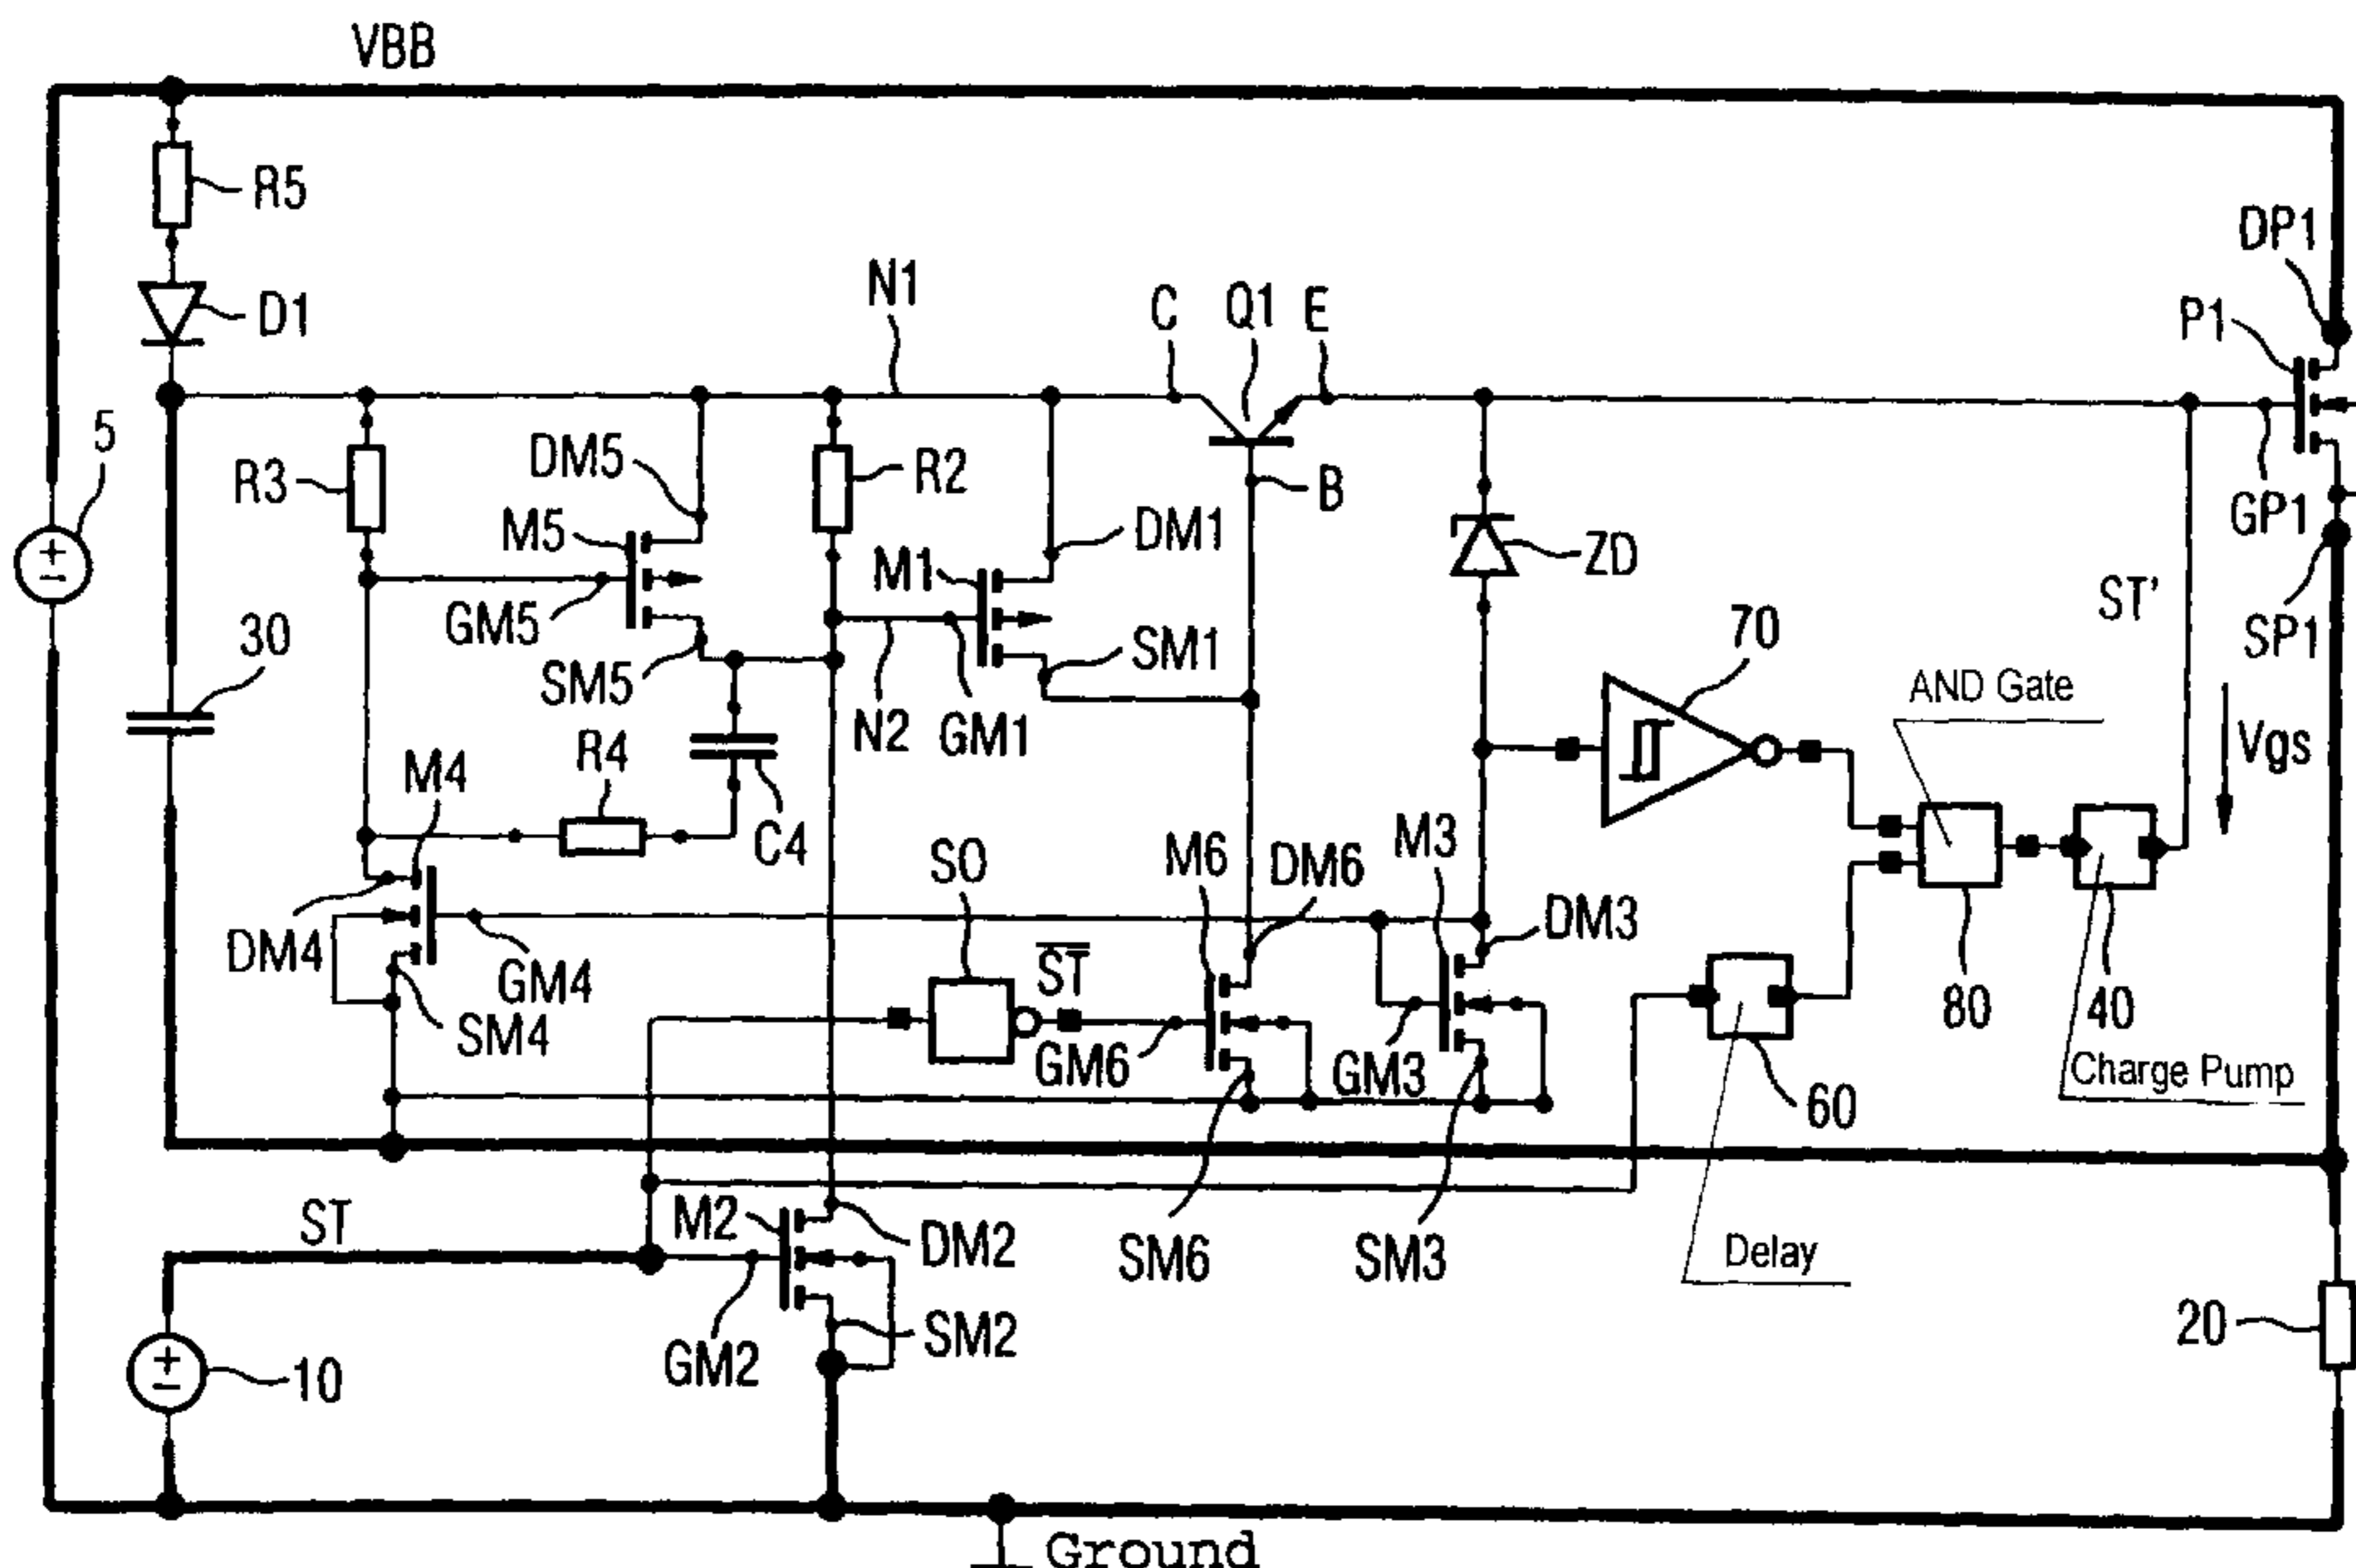 VBB
R5
DP1
D1
N1
C
Q1
E
P1
5
R3
DM5
R2
B
GP1
M5
DM1
ZD
M1
ST'
SP1
GM5
30
SM5
SM1
70
AND Gate
N2
GM1
Vgs
R4
M4
C4
SO
M6
DM6
M3
DM4
GM4
ST
DM3
SM4
GM6
GM3
80
40
Charge Pump
60
ST
M2
DM2
SM6
SM3
Delay
SM2
GM2
10
20
Ground